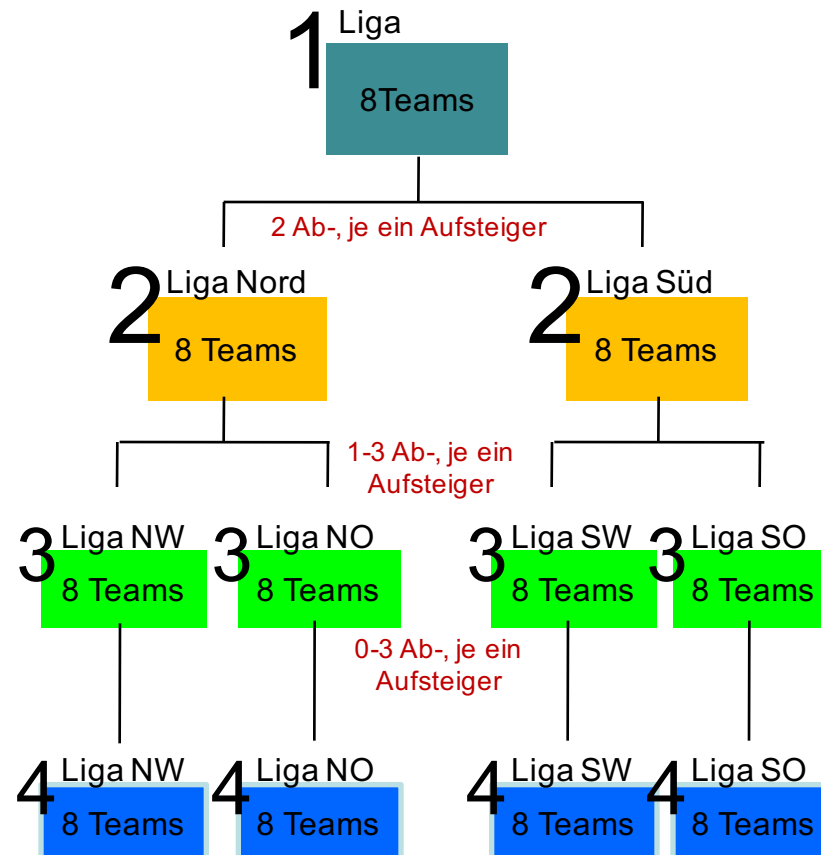 1 Liga
8Teams
2 Ab-, je ein Aufsteiger
2 Liga Nord
8 Teams
2 Liga Süd
8 Teams
1-3 Ab-, je ein
Aufsteiger
3 Liga NW
8 Teams
3 Liga NO
8 Teams
3 Liga SW
8 Teams
3 Liga SO
8 Teams
0-3 Ab-, je ein
Aufsteiger
4 Liga NW
8 Teams
4 Liga NO
8 Teams
4 Liga SW
8 Teams
4 Liga SO
8 Teams